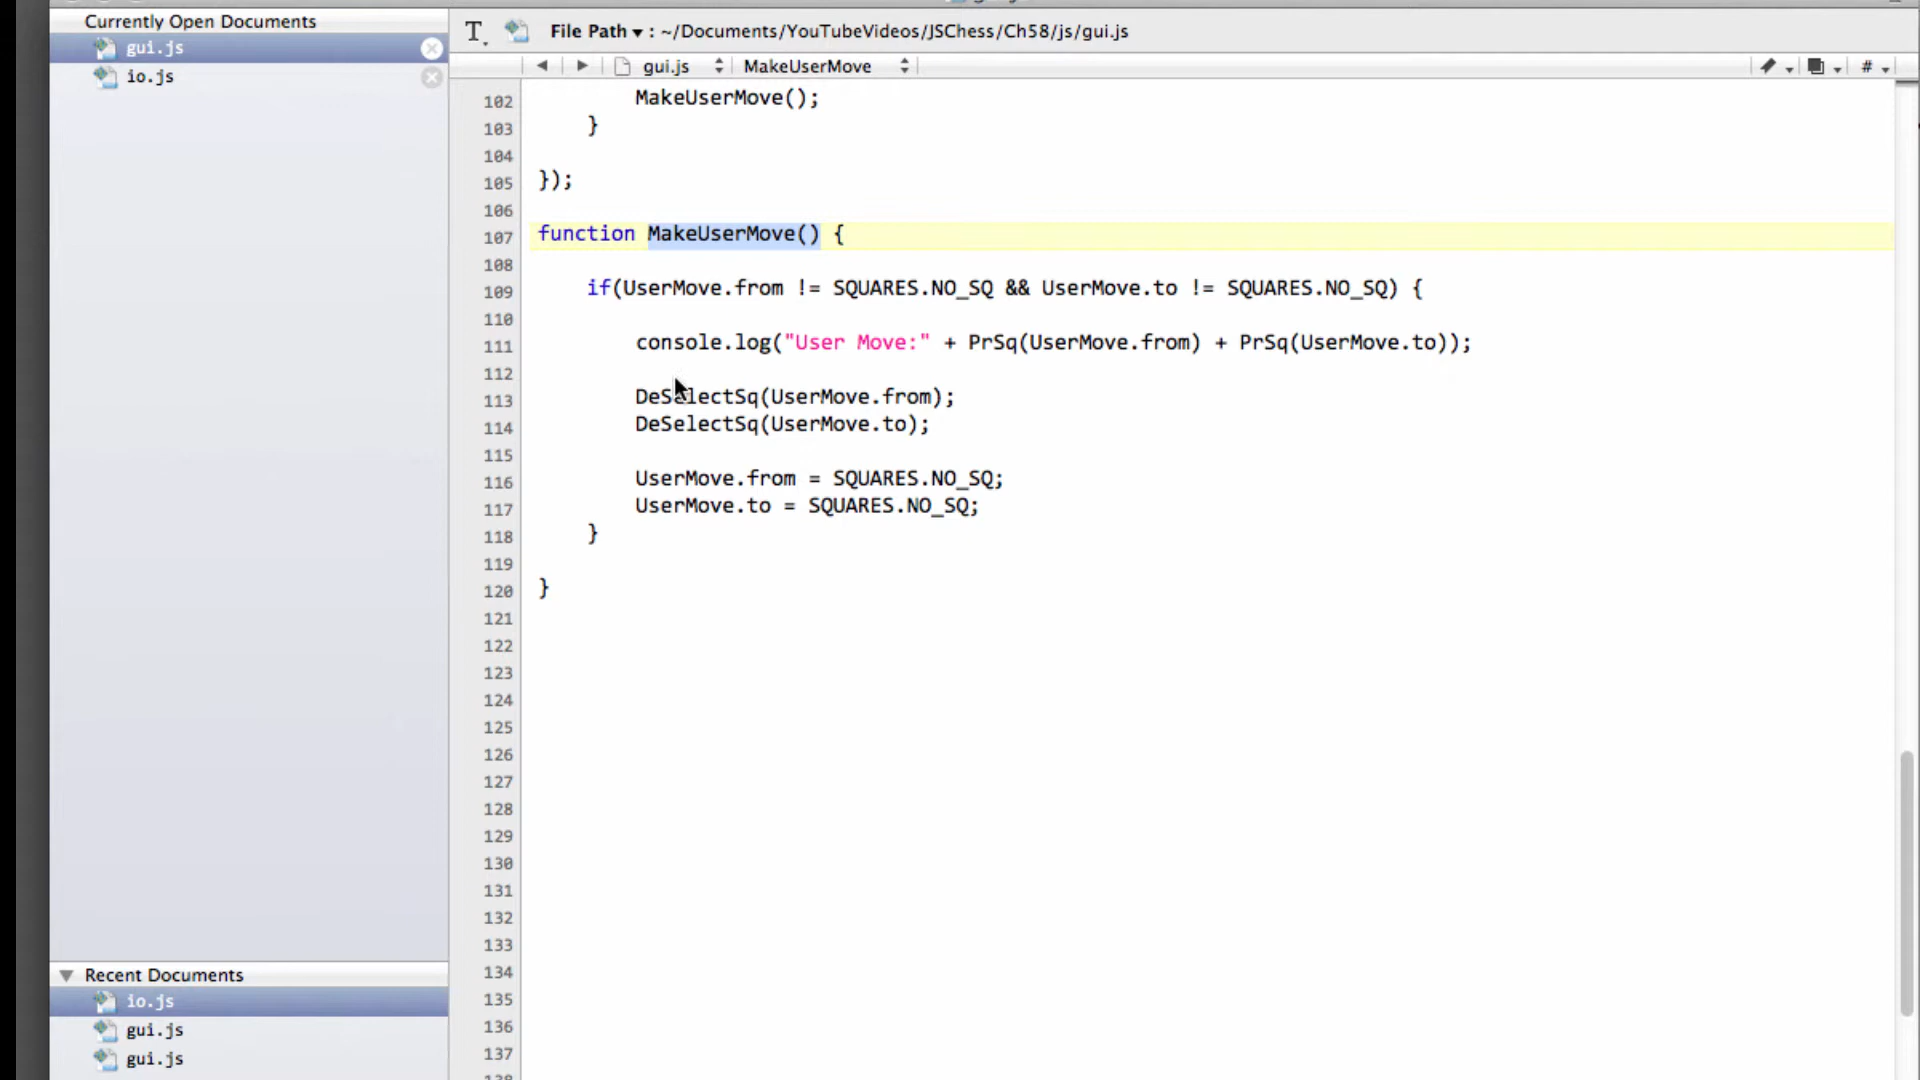 Currently Open Documents
gui.js
io.js
File Path ▾ : ~/Documents/YouTubeVideos/JSChess/Ch58/js/gui.js
gui.js MakeUserMove #
102 MakeUserMove();
103 }
104
105 });
106
107 function MakeUserMove() {
108
109 if(UserMove.from != SQUARES.NO_SQ && UserMove.to != SQUARES.NO_SQ) {
110
111 console.log("User Move:" + PrSq(UserMove.from) + PrSq(UserMove.to));
112
113 DeSelectSq(UserMove.from);
114 DeSelectSq(UserMove.to);
115
116 UserMove.from = SQUARES.NO_SQ;
117 UserMove.to = SQUARES.NO_SQ;
118 }
119
120 }
121
122
123
124
125
126
127
128
129
130
131
132
133
134
135
136
137
Recent Documents
io.js
gui.js
gui.js